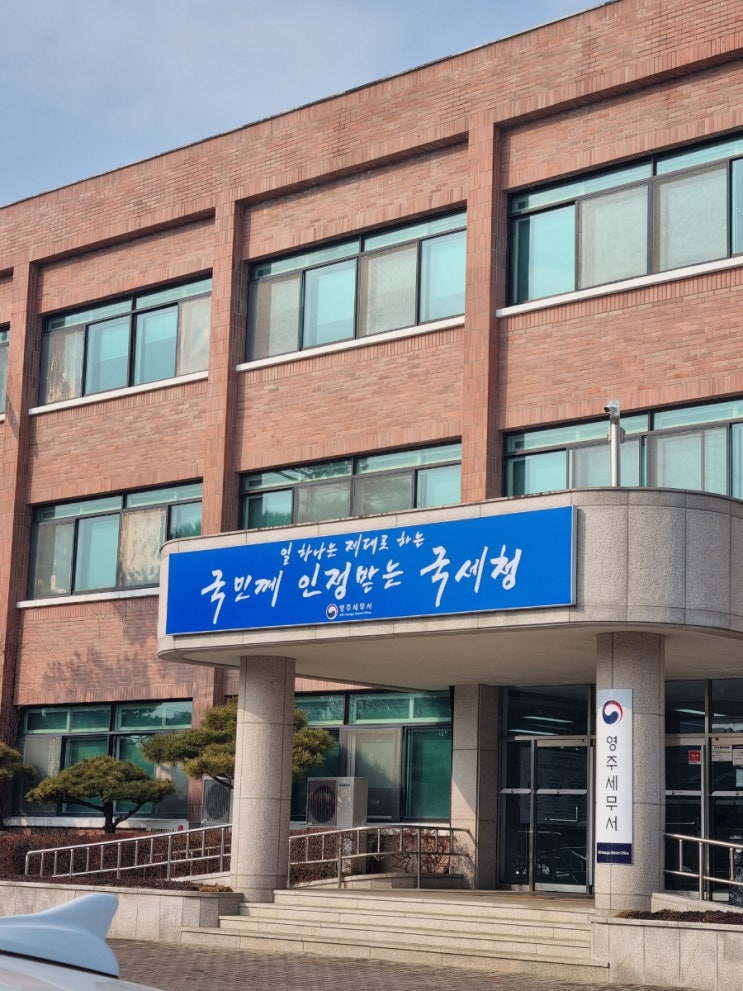 일 하나는 제대로 하는
국민께 인정받는 국세청
영주세무서
영주세무서